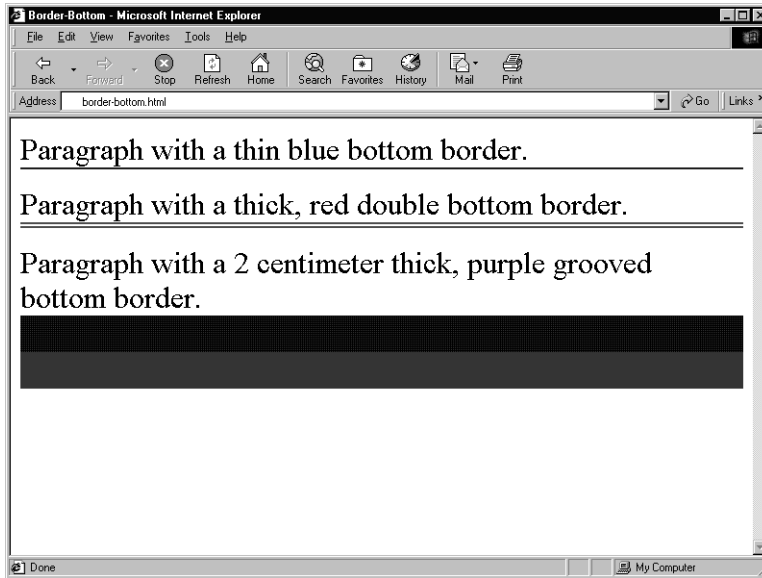 Border-Bottom - Microsoft Internet Explorer
File Edit View Favorites Tools Help
Back Forward Stop Refresh Home Search Favorites History Mail Print
Address border-bottom.html Go Links »
Paragraph with a thin blue bottom border.
Paragraph with a thick, red double bottom border.
Paragraph with a 2 centimeter thick, purple grooved
bottom border.
Done My Computer